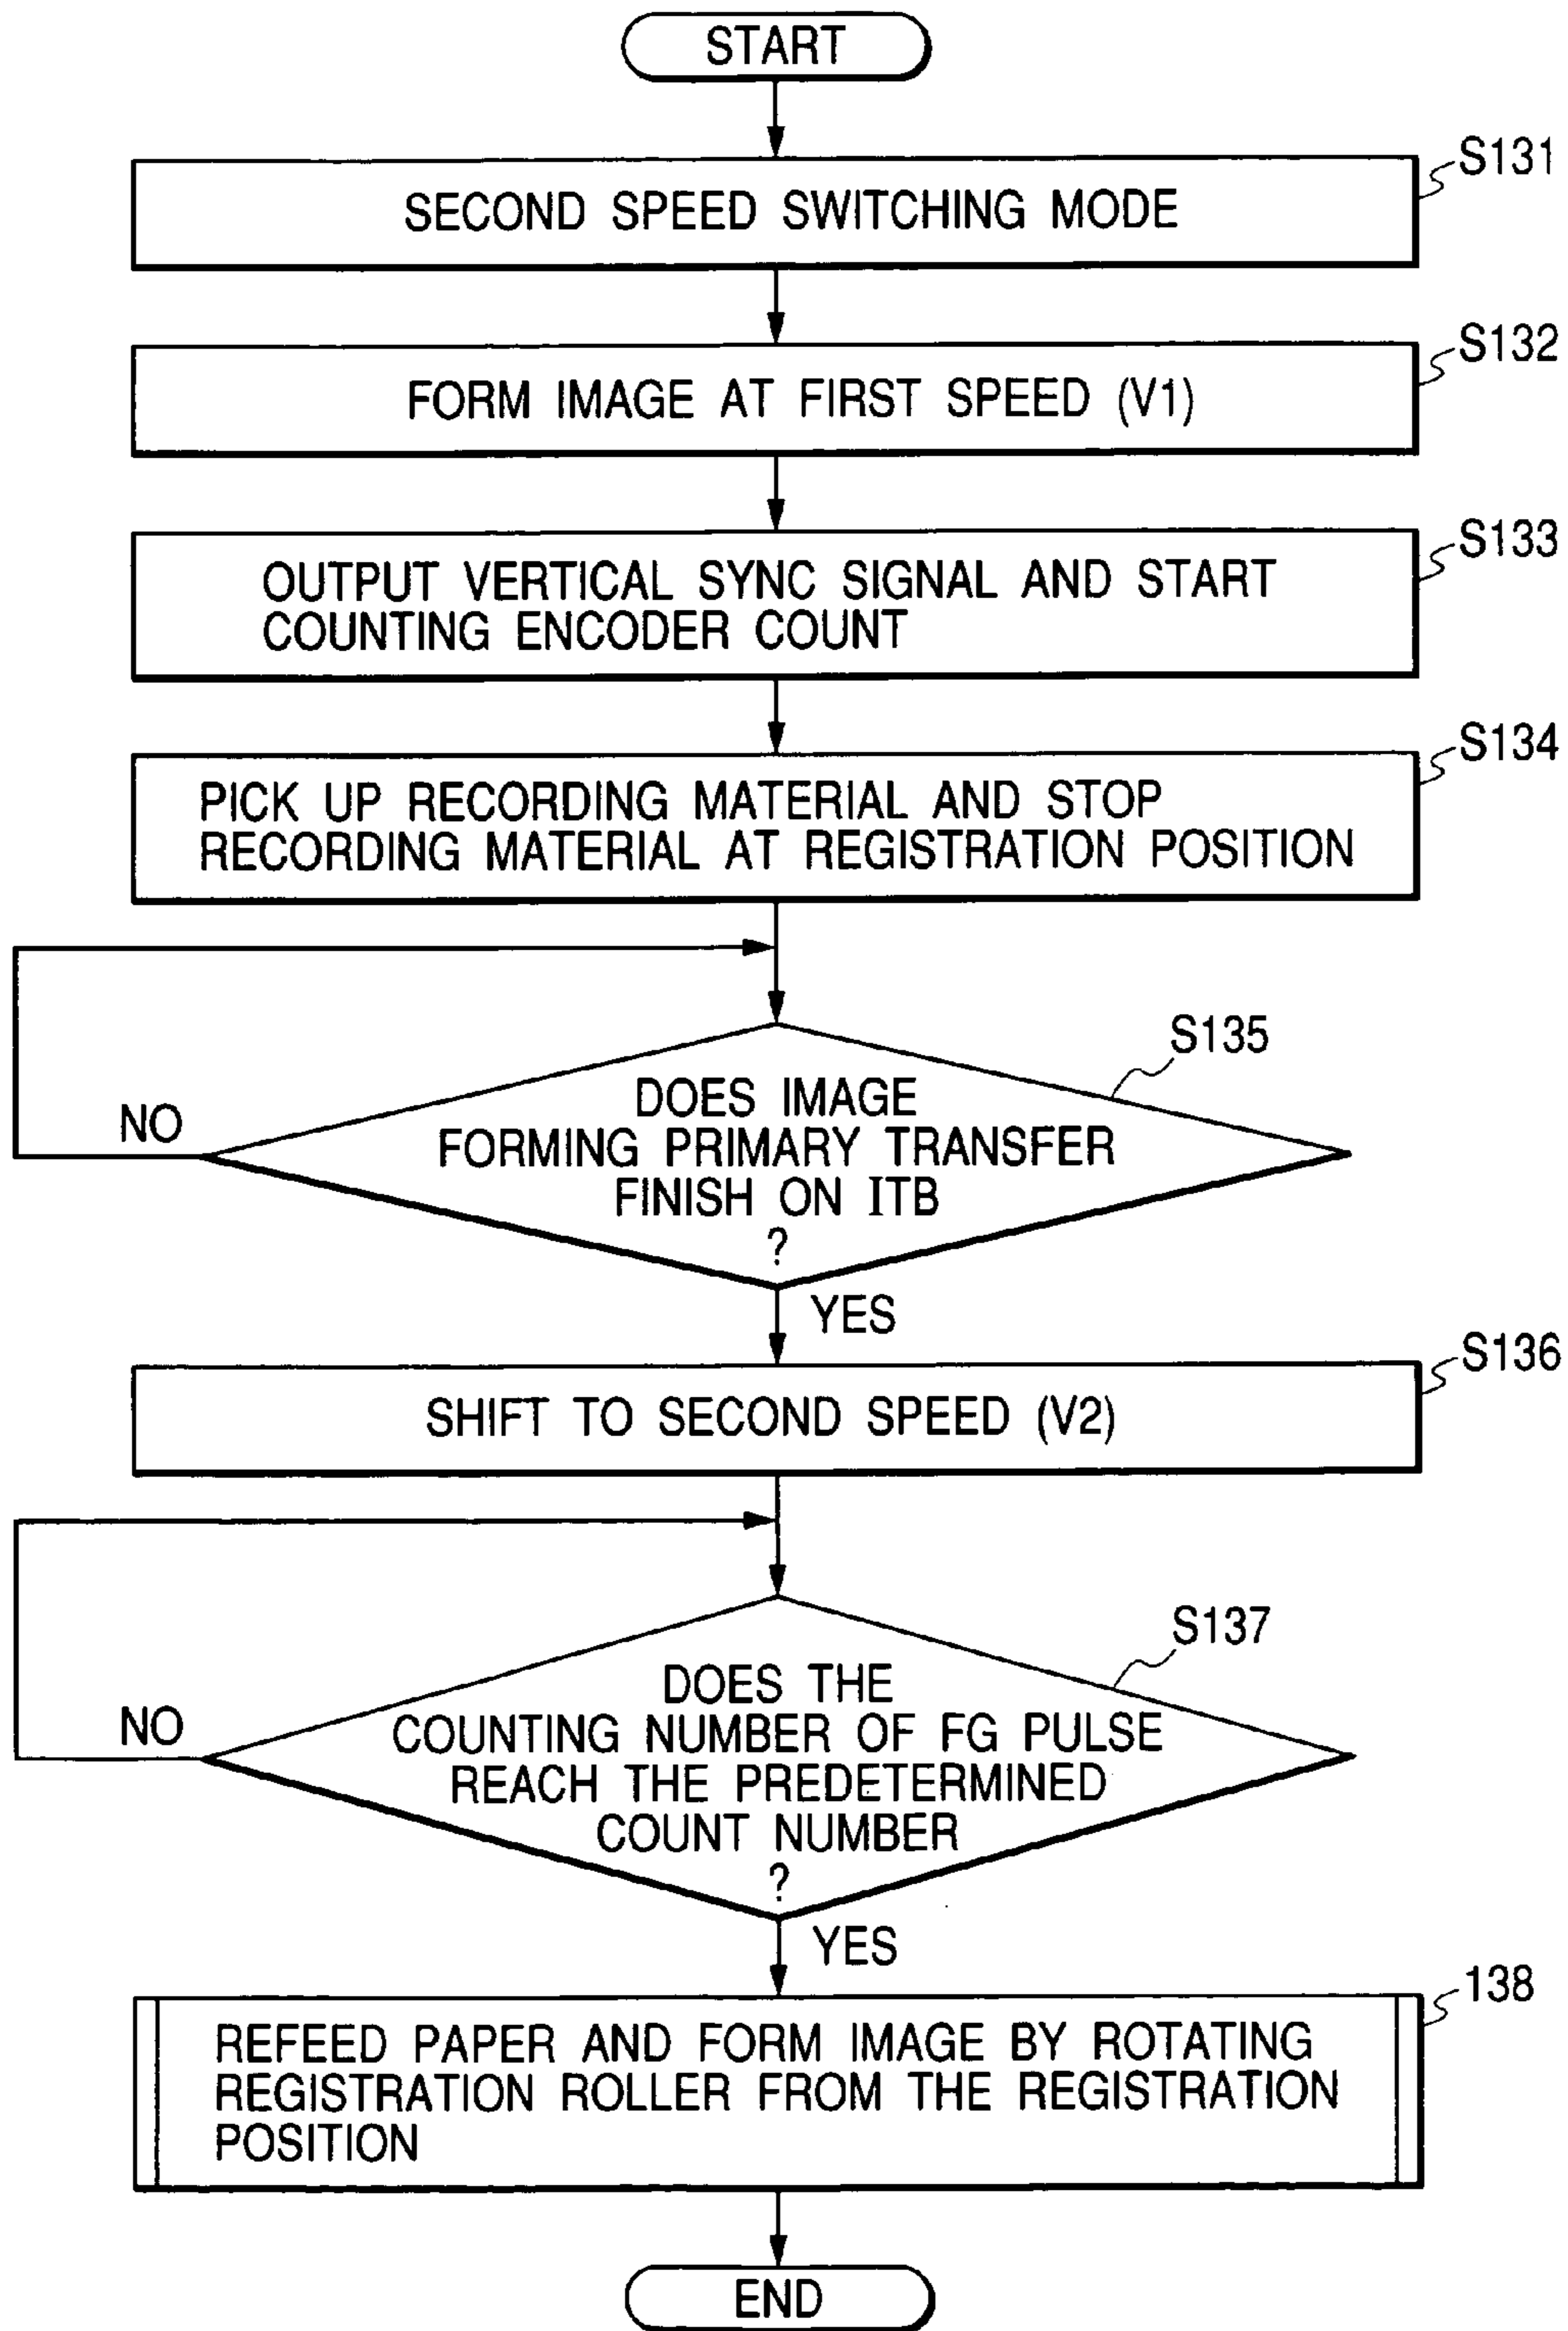 START
S131
SECOND SPEED SWITCHING MODE
S132
FORM IMAGE AT FIRST SPEED (V1)
S133
OUTPUT VERTICAL SYNC SIGNAL AND START
COUNTING ENCODER COUNT
S134
PICK UP RECORDING MATERIAL AND STOP
RECORDING MATERIAL AT REGISTRATION POSITION
S135
NO
DOES IMAGE
FORMING PRIMARY TRANSFER
FINISH ON ITB
?
YES
S136
SHIFT TO SECOND SPEED (V2)
S137
NO
DOES THE
COUNTING NUMBER OF FG PULSE
REACH THE PREDETERMINED
COUNT NUMBER
?
YES
138
REFEED PAPER AND FORM IMAGE BY ROTATING
REGISTRATION ROLLER FROM THE REGISTRATION
POSITION
END